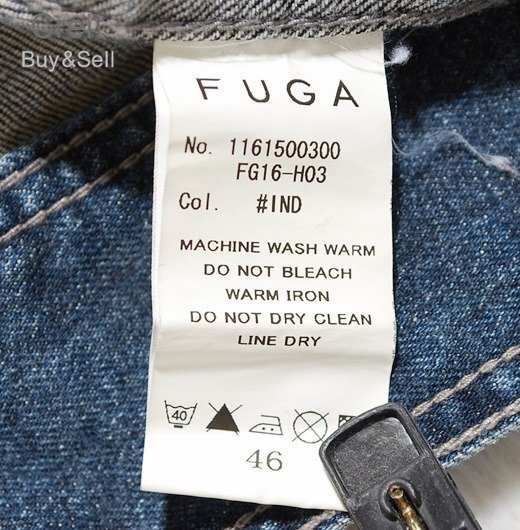 Buy&Sell
FUGA
No. 1161500300
FG16-H03
Col. #IND
MACHINE WASH WARM
DO NOT BLEACH
WARM IRON
DO NOT DRY CLEAN
LINE DRY
40
46